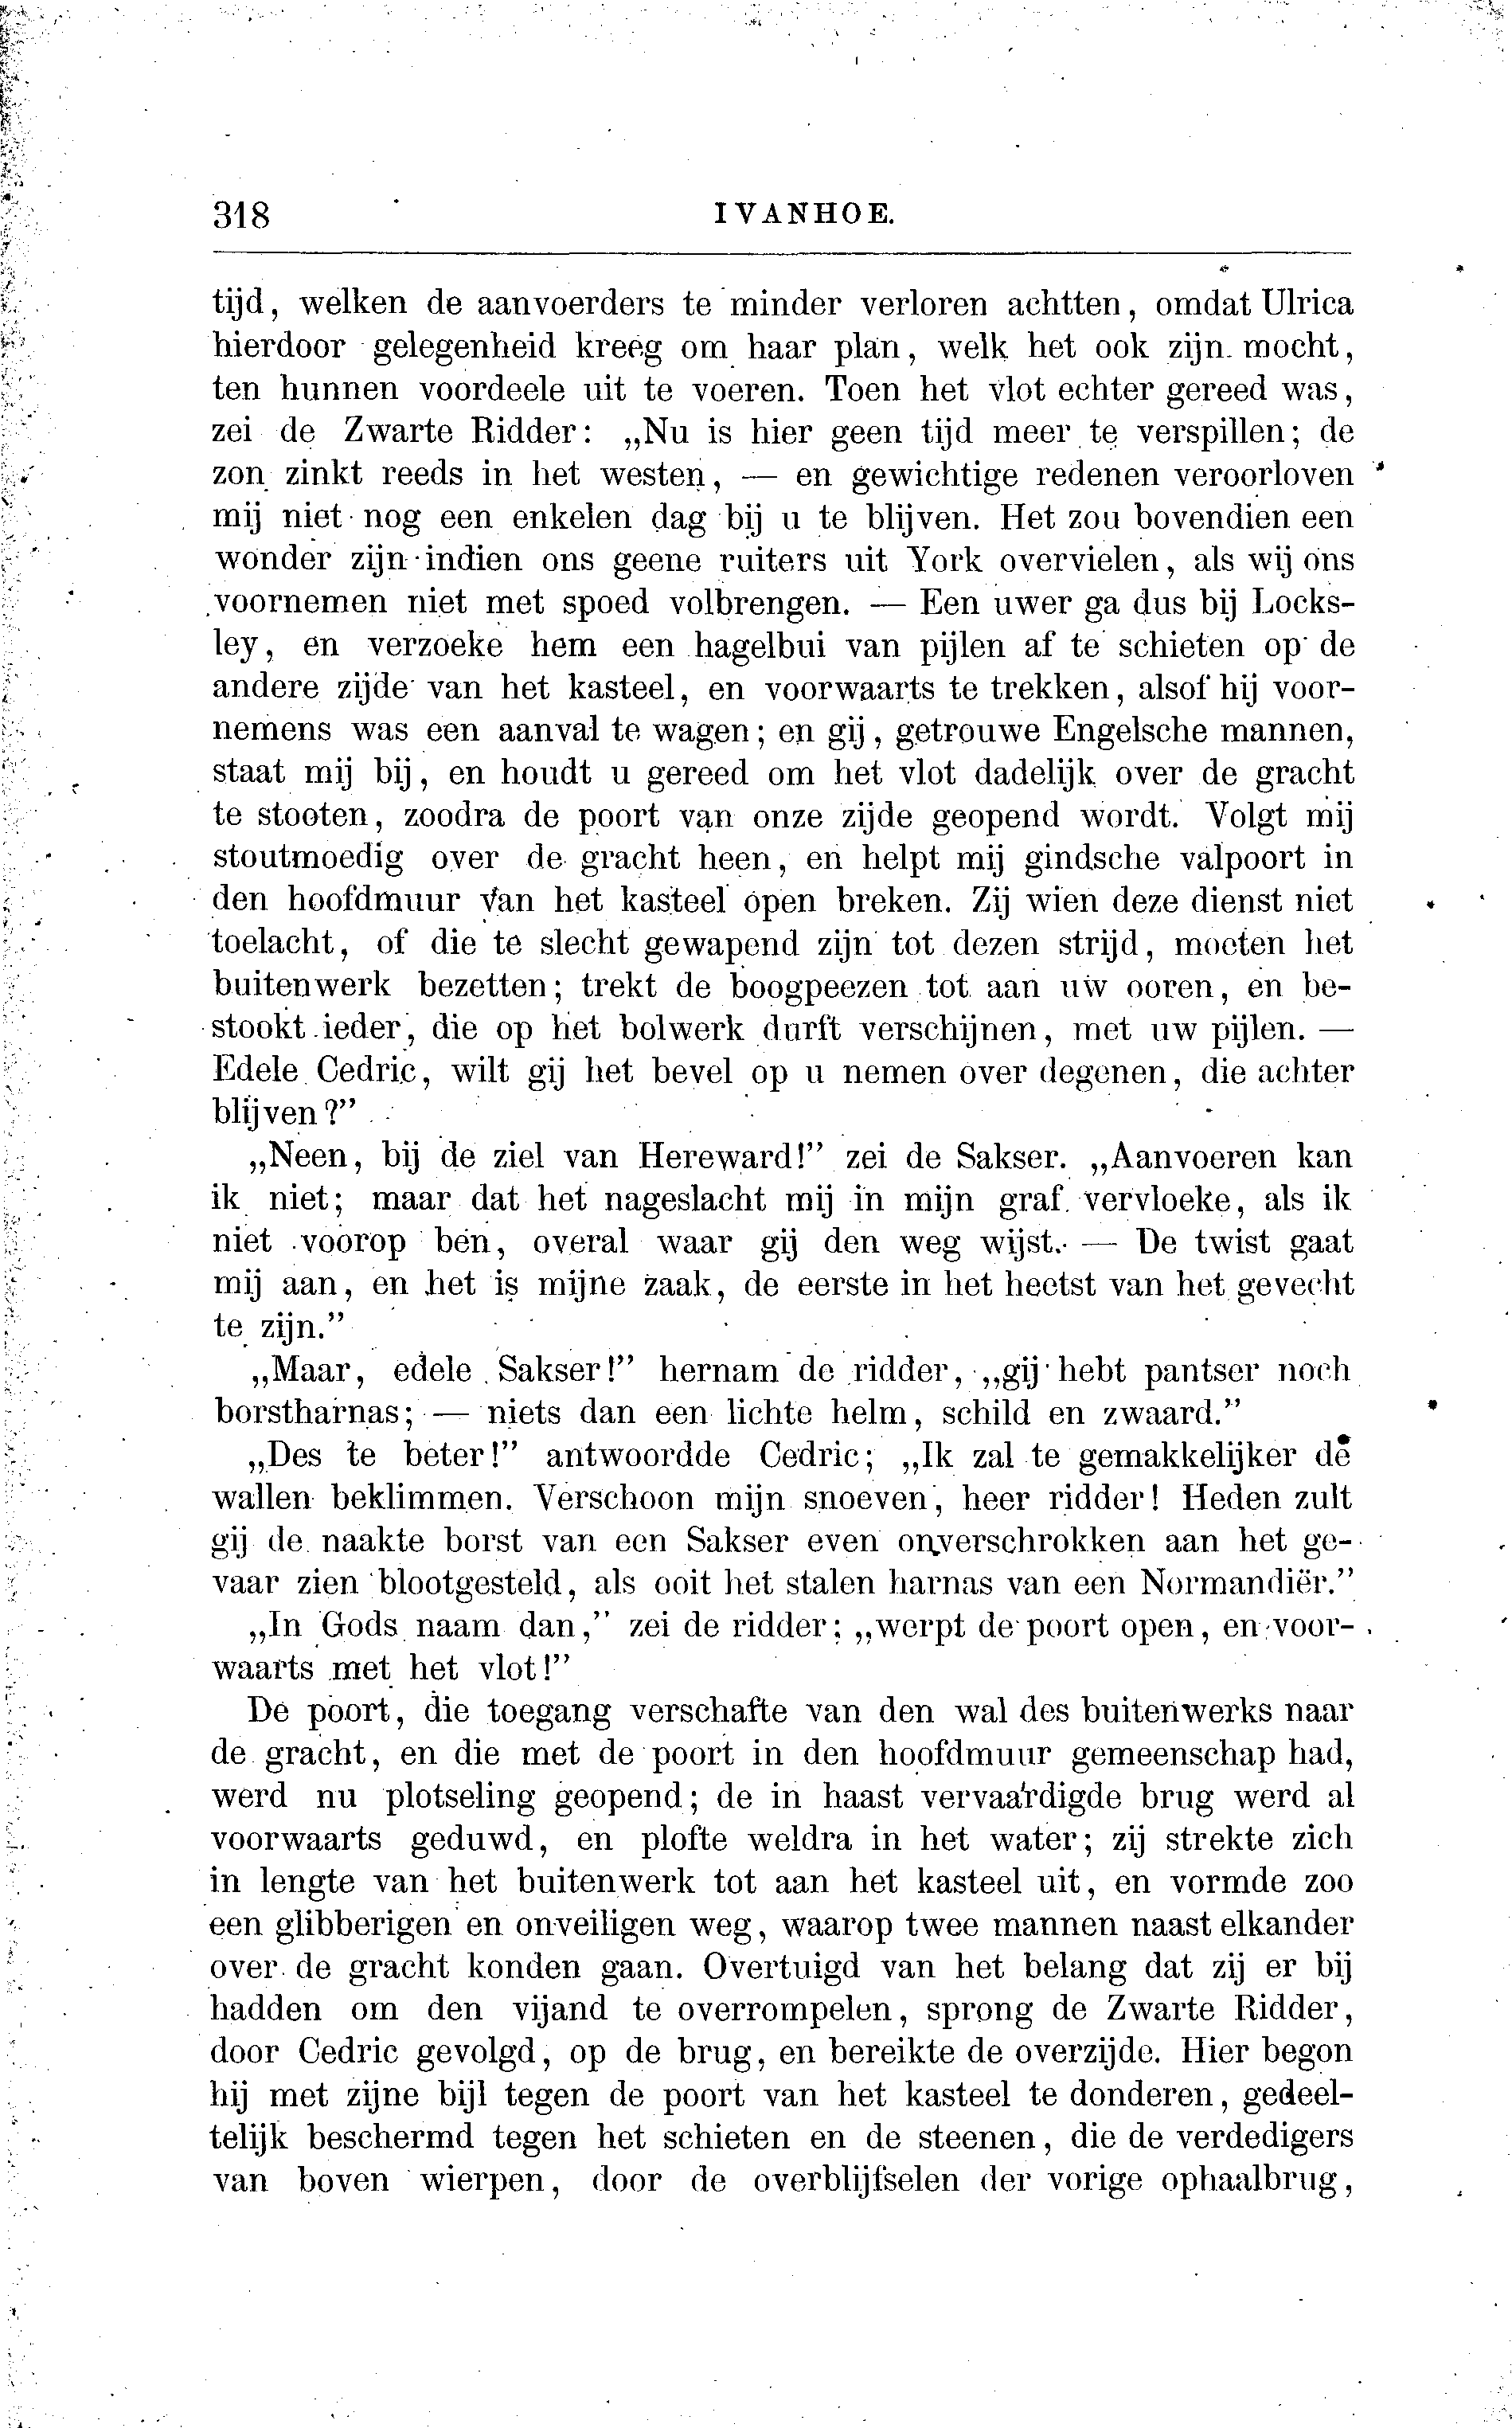 318
IVANHOE.
tijd, welken de aanvoerders te minder verloren achtten, omdat Ulrica
hierdoor gelegenheid kreeg om haar plan, welk het ook zijn mocht,
ten hunnen voordeele uit te voeren. Toen het vlot echter gereed was,
zei de Zwarte Ridder: „Nu is hier geen tijd meer te verspillen; de
zon zinkt reeds in het westen, — en gewichtige redenen veroorloven
mij niet nog een enkelen dag bij u te blijven. Het zou bovendien een
wonder zijn indien ons geene ruiters uit York overvielen, als wij ons
voornemen niet met spoed volbrengen. — Een uwer ga dus bij Locks-
ley, en verzoeke hem een hagelbui van pijlen af te schieten op de
andere zijde van het kasteel, en voorwaarts te trekken, alsof hij voor-
nemens was een aanval te wagen; en gij, getrouwe Engelsche mannen,
staat mij bij, en houdt u gereed om het vlot dadelijk over de gracht
te stooten, zoodra de poort van onze zijde geopend wordt. Volgt mij
stoutmoedig over de gracht heen, en helpt mij gindsche valpoort in
den hoofdmuur van het kasteel open breken. Zij wien deze dienst niet
toelacht, of die te slecht gewapend zijn tot dezen strijd, moeten het
buitenwerk bezetten; trekt de boogpeezen tot aan uw ooren, en be-
stookt ieder, die op het bolwerk durft verschijnen, met uw pijlen. —
Edele Cedric, wilt gij het bevel op u nemen over degenen, die achter
blijven?”
„Neen, bij de ziel van Hereward!” zei de Sakser. „Aanvoeren kan
ik niet; maar dat het nageslacht mij in mijn graf vervloeke, als ik
niet voorop ben, overal waar gij den weg wijst. — De twist gaat
mij aan, en het is mijne zaak, de eerste in het heetst van het gevecht
te zijn.”
„Maar, edele Sakser!” hernam de ridder, „gij hebt pantser noch
borstharnas; — niets dan een lichte helm, schild en zwaard.”
„Des te beter!” antwoordde Cedric; „Ik zal te gemakkelijker de
wallen beklimmen. Verschoon mijn snoeven, heer ridder! Heden zult
gij de naakte borst van een Sakser even onverschrokken aan het ge-
vaar zien blootgesteld, als ooit het stalen harnas van een Normandiër.”
„In Gods naam dan,” zei de ridder; „werpt de poort open, en voor-
waarts met het vlot!”
De poort, die toegang verschafte van den wal des buitenwerks naar
de gracht, en die met de poort in den hoofdmuur gemeenschap had,
werd nu plotseling geopend; de in haast vervaardigde brug werd al
voorwaarts geduwd, en plofte weldra in het water; zij strekte zich
in lengte van het buitenwerk tot aan het kasteel uit, en vormde zoo
een glibberigen en onveiligen weg, waarop twee mannen naast elkander
over de gracht konden gaan. Overtuigd van het belang dat zij er bij
hadden om den vijand te overrompelen, sprong de Zwarte Ridder,
door Cedric gevolgd, op de brug, en bereikte de overzijde. Hier begon
hij met zijne bijl tegen de poort van het kasteel te donderen, gedeel-
telijk beschermd tegen het schieten en de steenen, die de verdedigers
van boven wierpen, door de overblijfselen der vorige ophaalbrug,